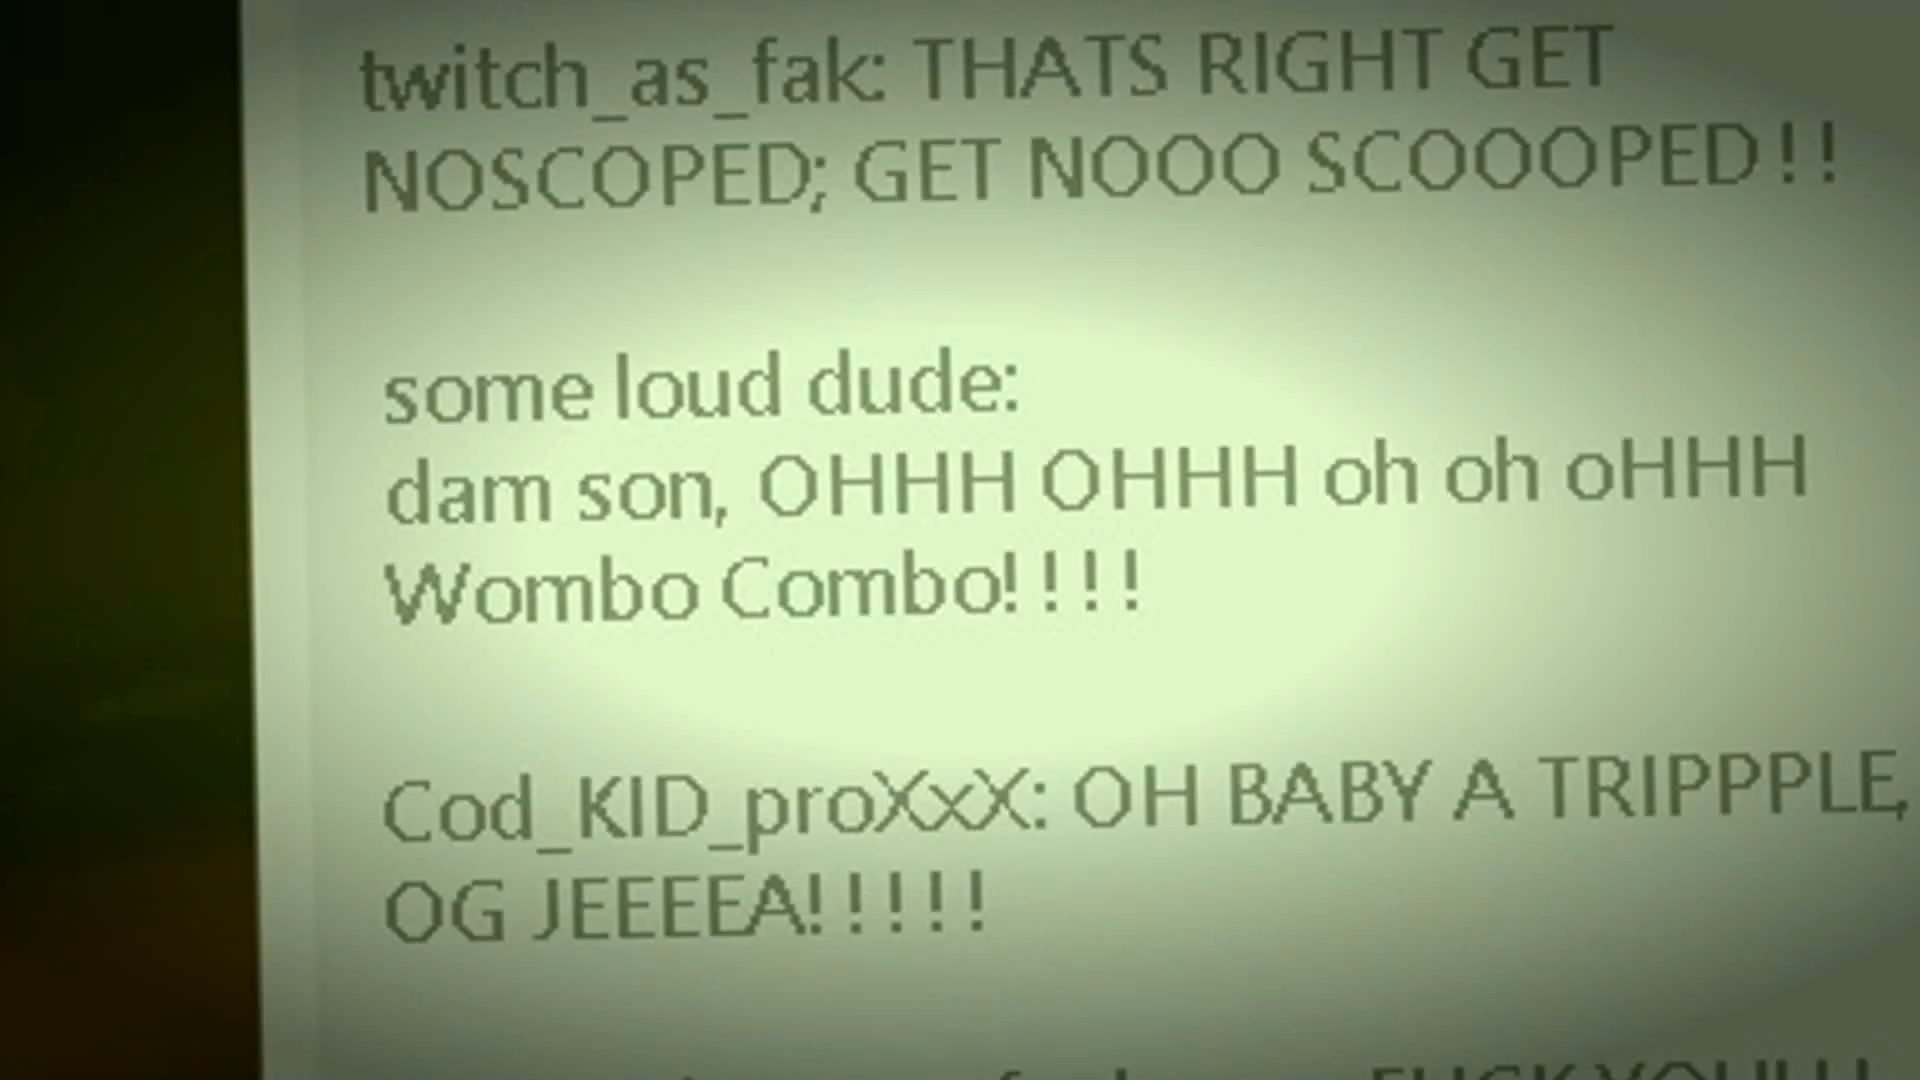 twitch_as_fak: THATS RIGHT GET
NOSCOPED; GET NOOO SCOOOPED!!
some loud dude:
dam son, OHHH OHHH oh oh oHHH
Wombo Combo!!!!
Cod_KID_proXxX: OH BABY A TRIPPPLE,
OG JEEEEA!!!!!